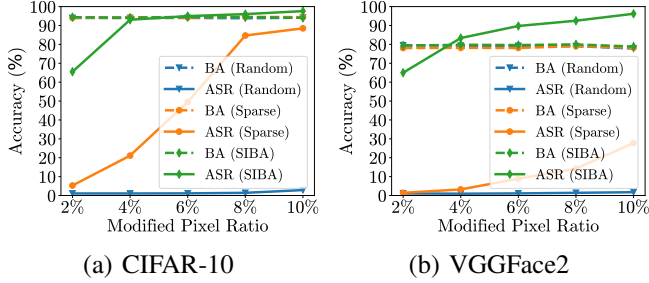 100
90
80
70
60
50
40
30
20
10
0
Accuracy (%)
BA (Random)
ASR (Random)
BA (Sparse)
ASR (Sparse)
BA (SIBA)
ASR (SIBA)
2% 4% 6% 8% 10%
Modified Pixel Ratio
(a) CIFAR-10
100
90
80
70
60
50
40
30
20
10
0
Accuracy (%)
BA (Random)
ASR (Random)
BA (Sparse)
ASR (Sparse)
BA (SIBA)
ASR (SIBA)
2% 4% 6% 8% 10%
Modified Pixel Ratio
(b) VGGFace2